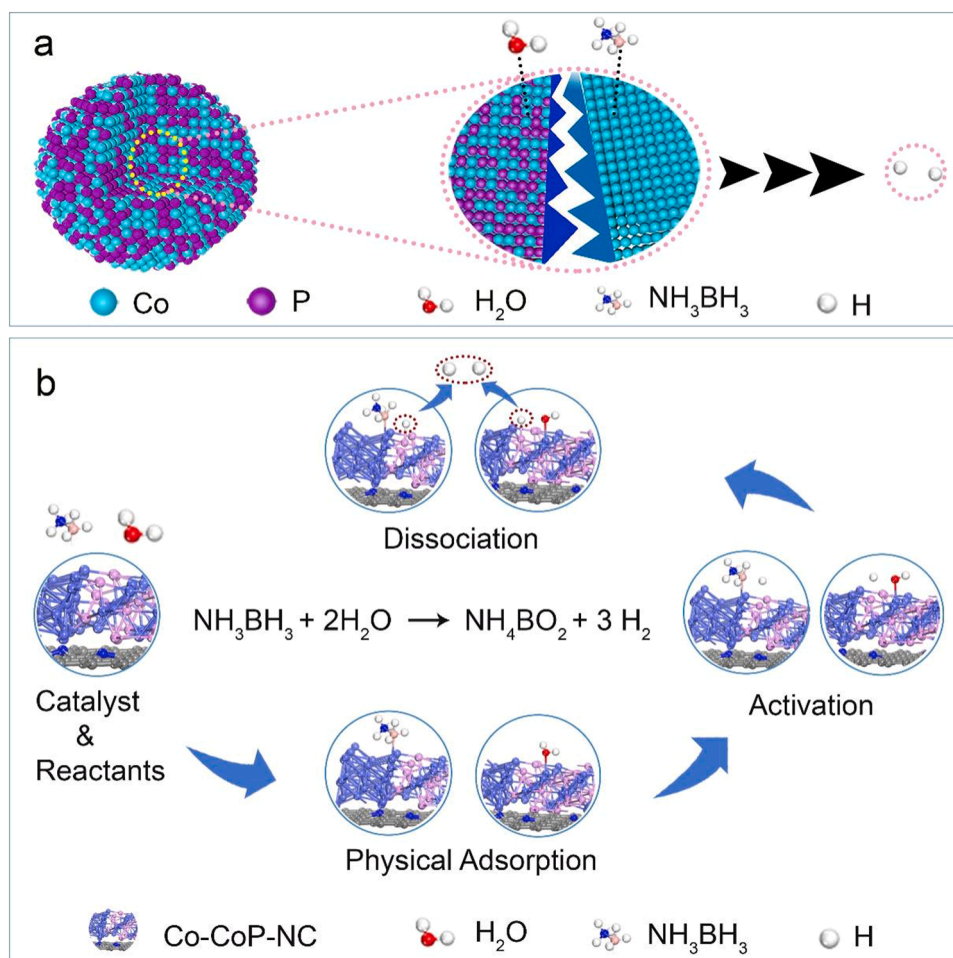 a
Co P H₂O NH₃BH₃ H
b
Dissociation
NH₃BH₃ + 2H₂O → NH₄BO₂ + 3 H₂
Catalyst
&
Reactants
Activation
Physical Adsorption
Co-CoP-NC H₂O NH₃BH₃ H